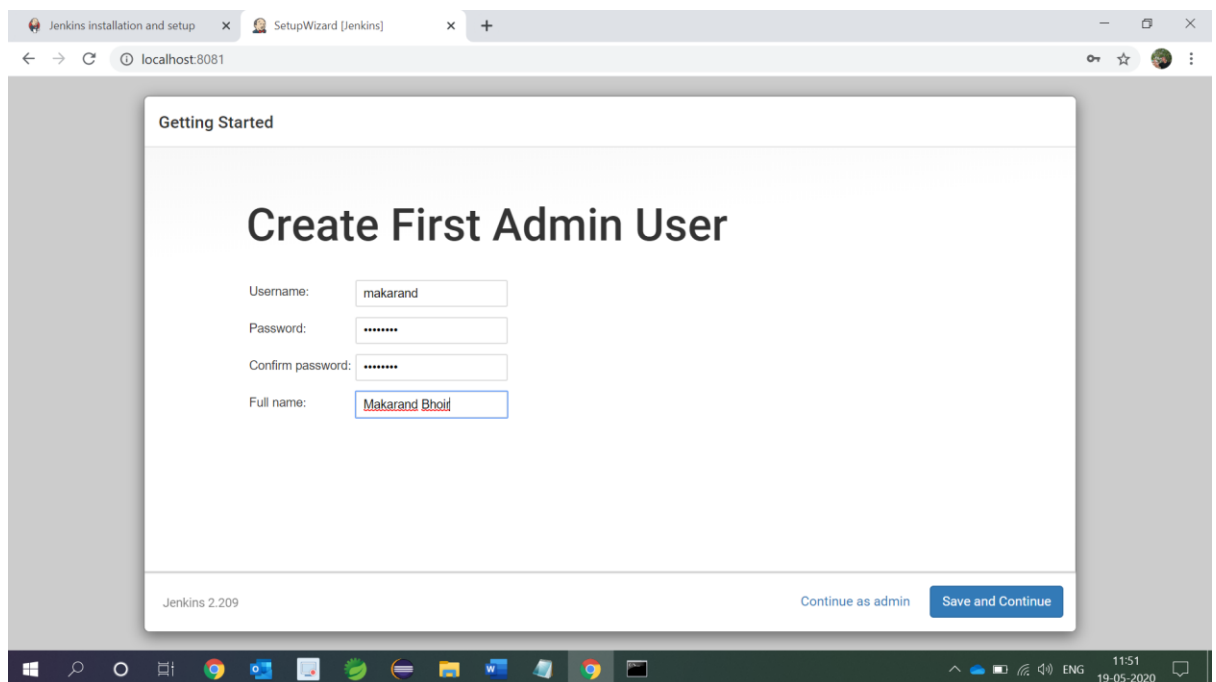 Jenkins installation and setup
SetupWizard [Jenkins]
localhost:8081
Getting Started
Create First Admin User
Username: makarand
Password: ••••••••
Confirm password: ••••••••
Full name: Makarand Bhoir
Jenkins 2.209
Continue as admin
Save and Continue
ENG
11:51
19-05-2020